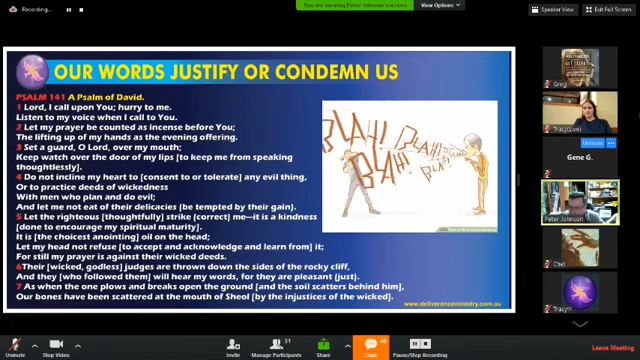 Recording...
You are viewing Peter Johnson's screen
View Options
Speaker View
Exit Full Screen
OUR WORDS JUSTIFY OR CONDEMN US
PSALM 141 A Psalm of David.
1 Lord, I call upon You; hurry to me.
Listen to my voice when I call to You.
2 Let my prayer be counted as incense before You;
The lifting up of my hands as the evening offering.
3 Set a guard, O Lord, over my mouth;
Keep watch over the door of my lips [to keep me from speaking
thoughtlessly].
4 Do not incline my heart to [consent to or tolerate] any evil thing,
Or to practice deeds of wickedness
With men who plan and do evil;
And let me not eat of their delicacies (be tempted by their gain).
5 Let the righteous [thoughtfully] strike (correct) me—it is a kindness
[done to encourage my spiritual maturity].
It is [the choicest anointing] oil on the head;
Let my head not refuse [to accept and acknowledge and learn from] it;
For still my prayer is against their wicked deeds.
6Their [wicked, godless] judges are thrown down the sides of the rocky cliff,
And they [who followed them] will hear my words, for they are pleasant (just).
7 As when the one plows and breaks open the ground [and the soil scatters behind him],
Our bones have been scattered at the mouth of Sheol [by the injustices of the wicked].
BLAH! BLAH!
BLAH!
BLAH!
BLAH!
www.deliveranceministry.com.au
Greg
Tracy(Live)
Unmute
Gene G.
Peter Johnson
Chet
Unmute
Stop Video
Invite
31
Manage Participants
Share
48
Chat
Pause/Stop Recording
Leave Meeting